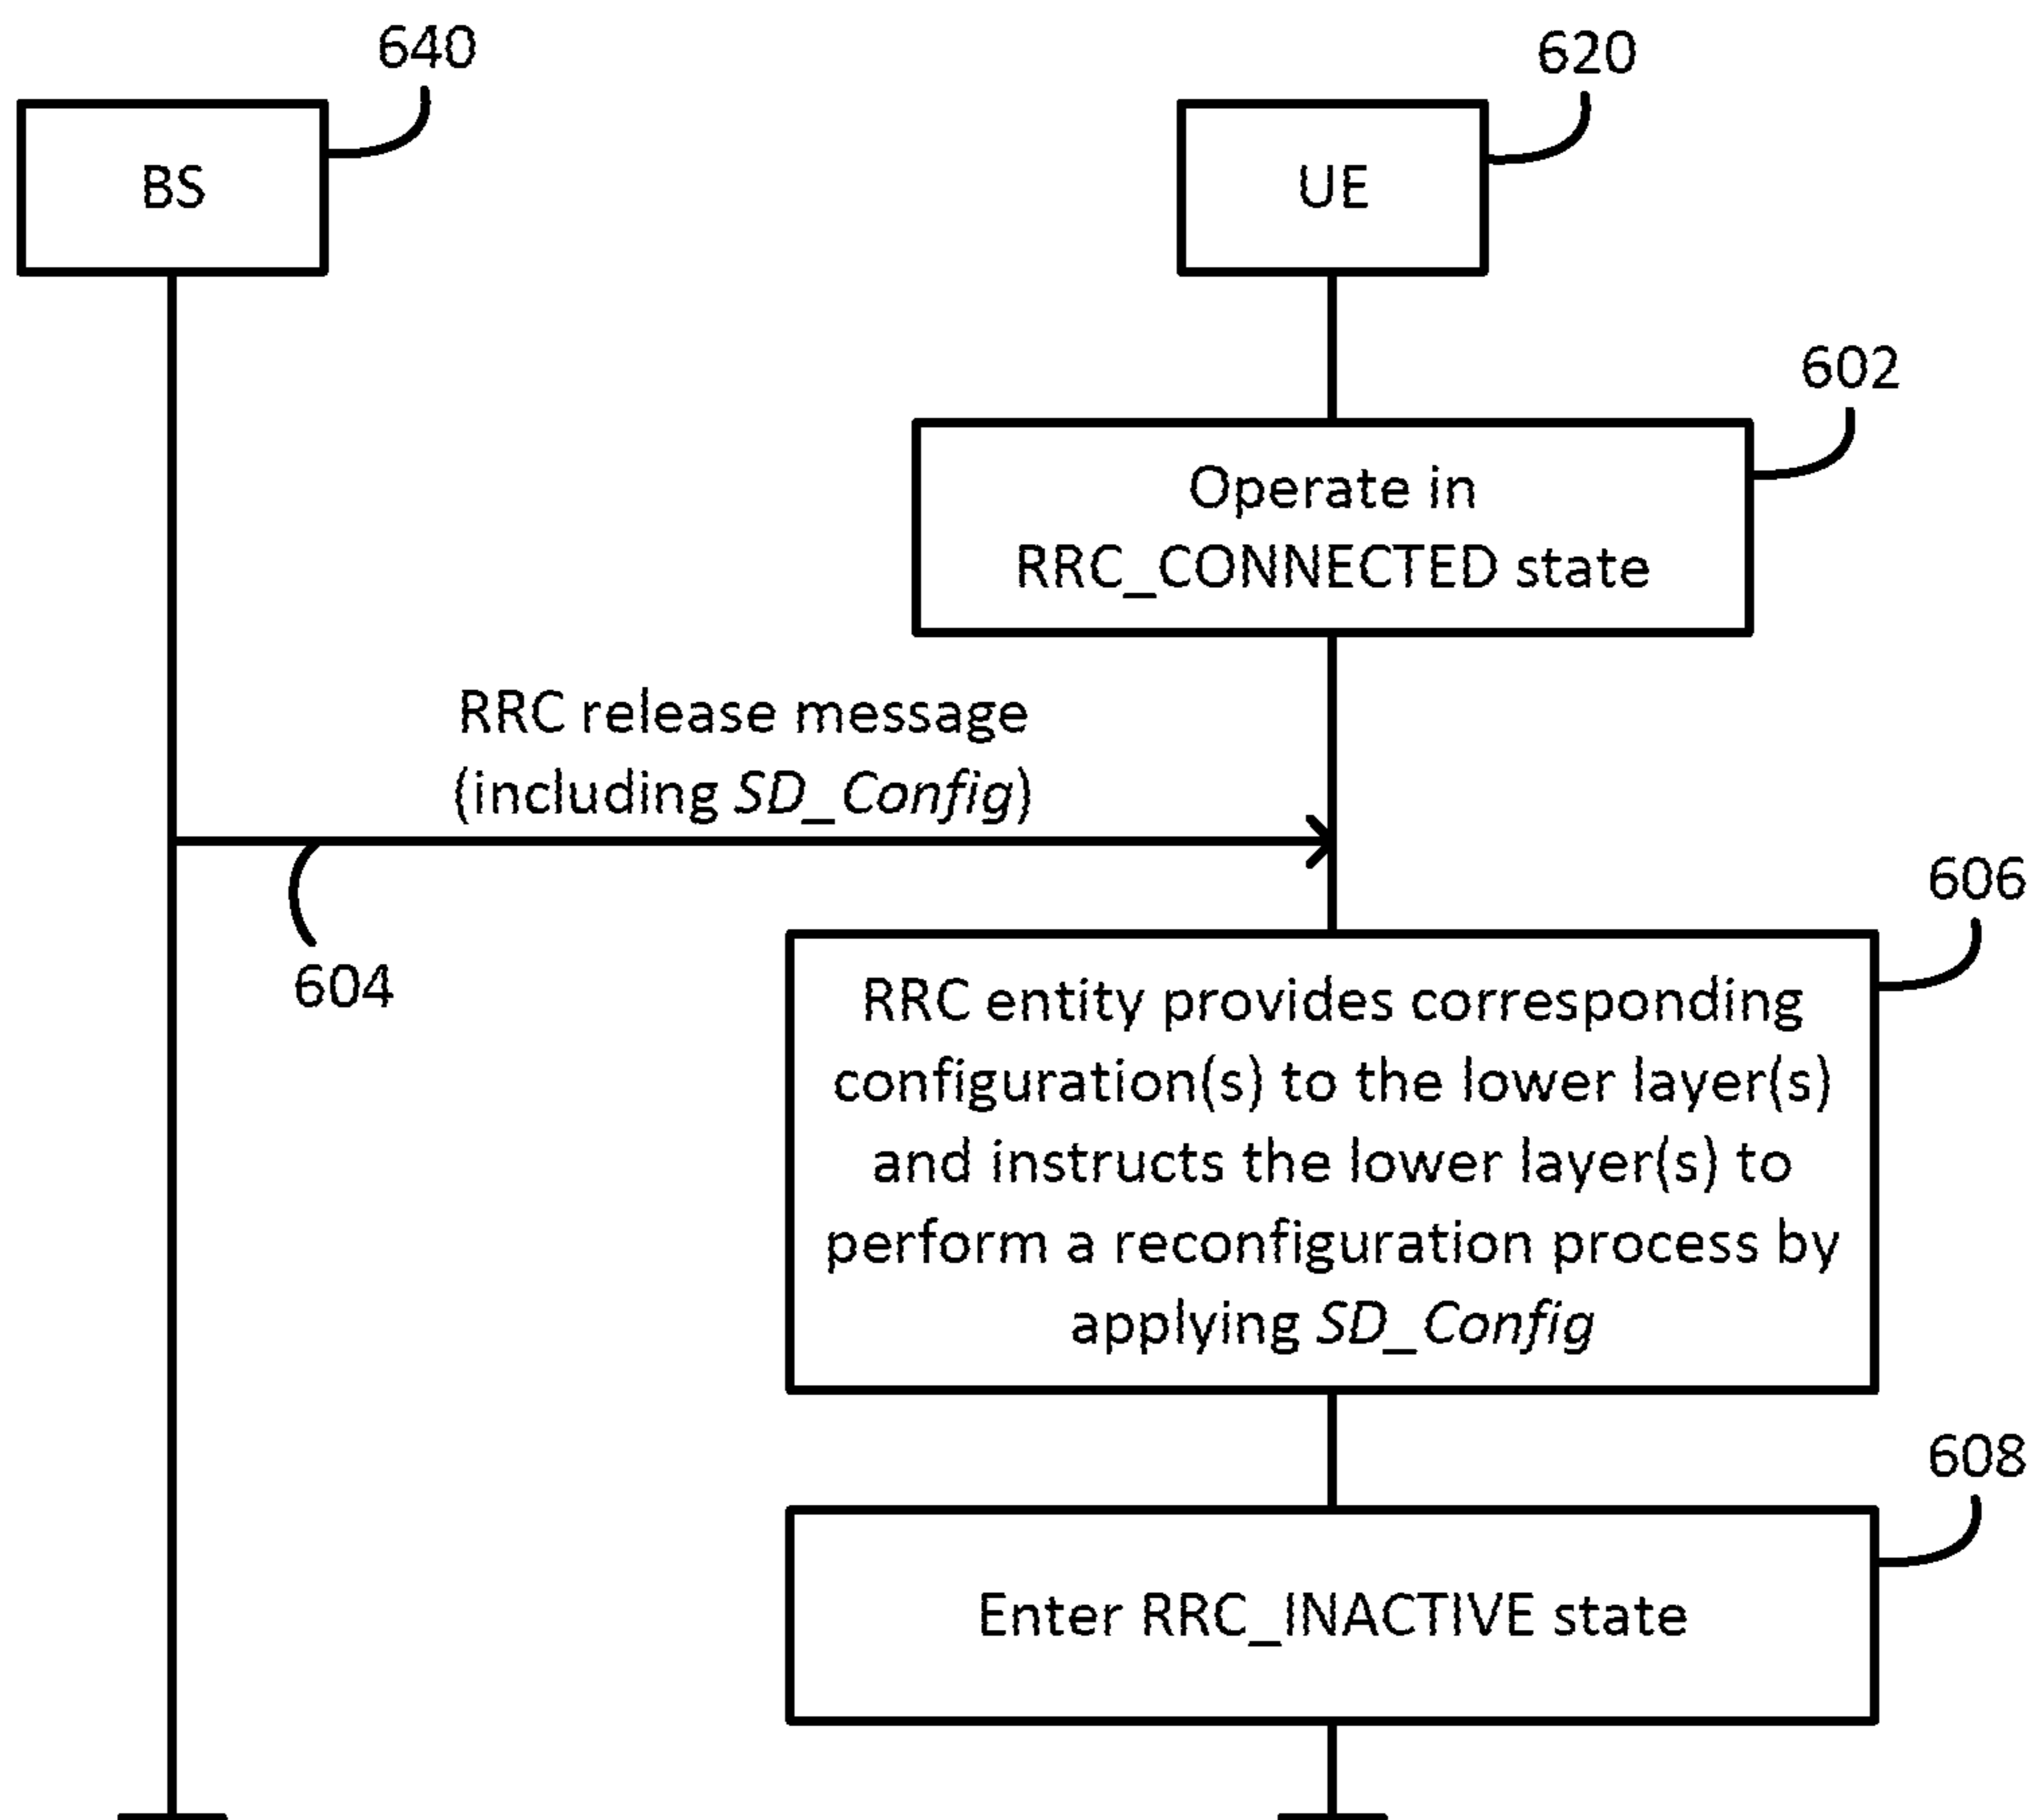 640
620
BS
UE
602
Operate in
RRC_CONNECTED state
RRC release message
(including SD_Config)
604
606
RRC entity provides corresponding
configuration(s) to the lower layer(s)
and instructs the lower layer(s) to
perform a reconfiguration process by
applying SD_Config
608
Enter RRC_INACTIVE state